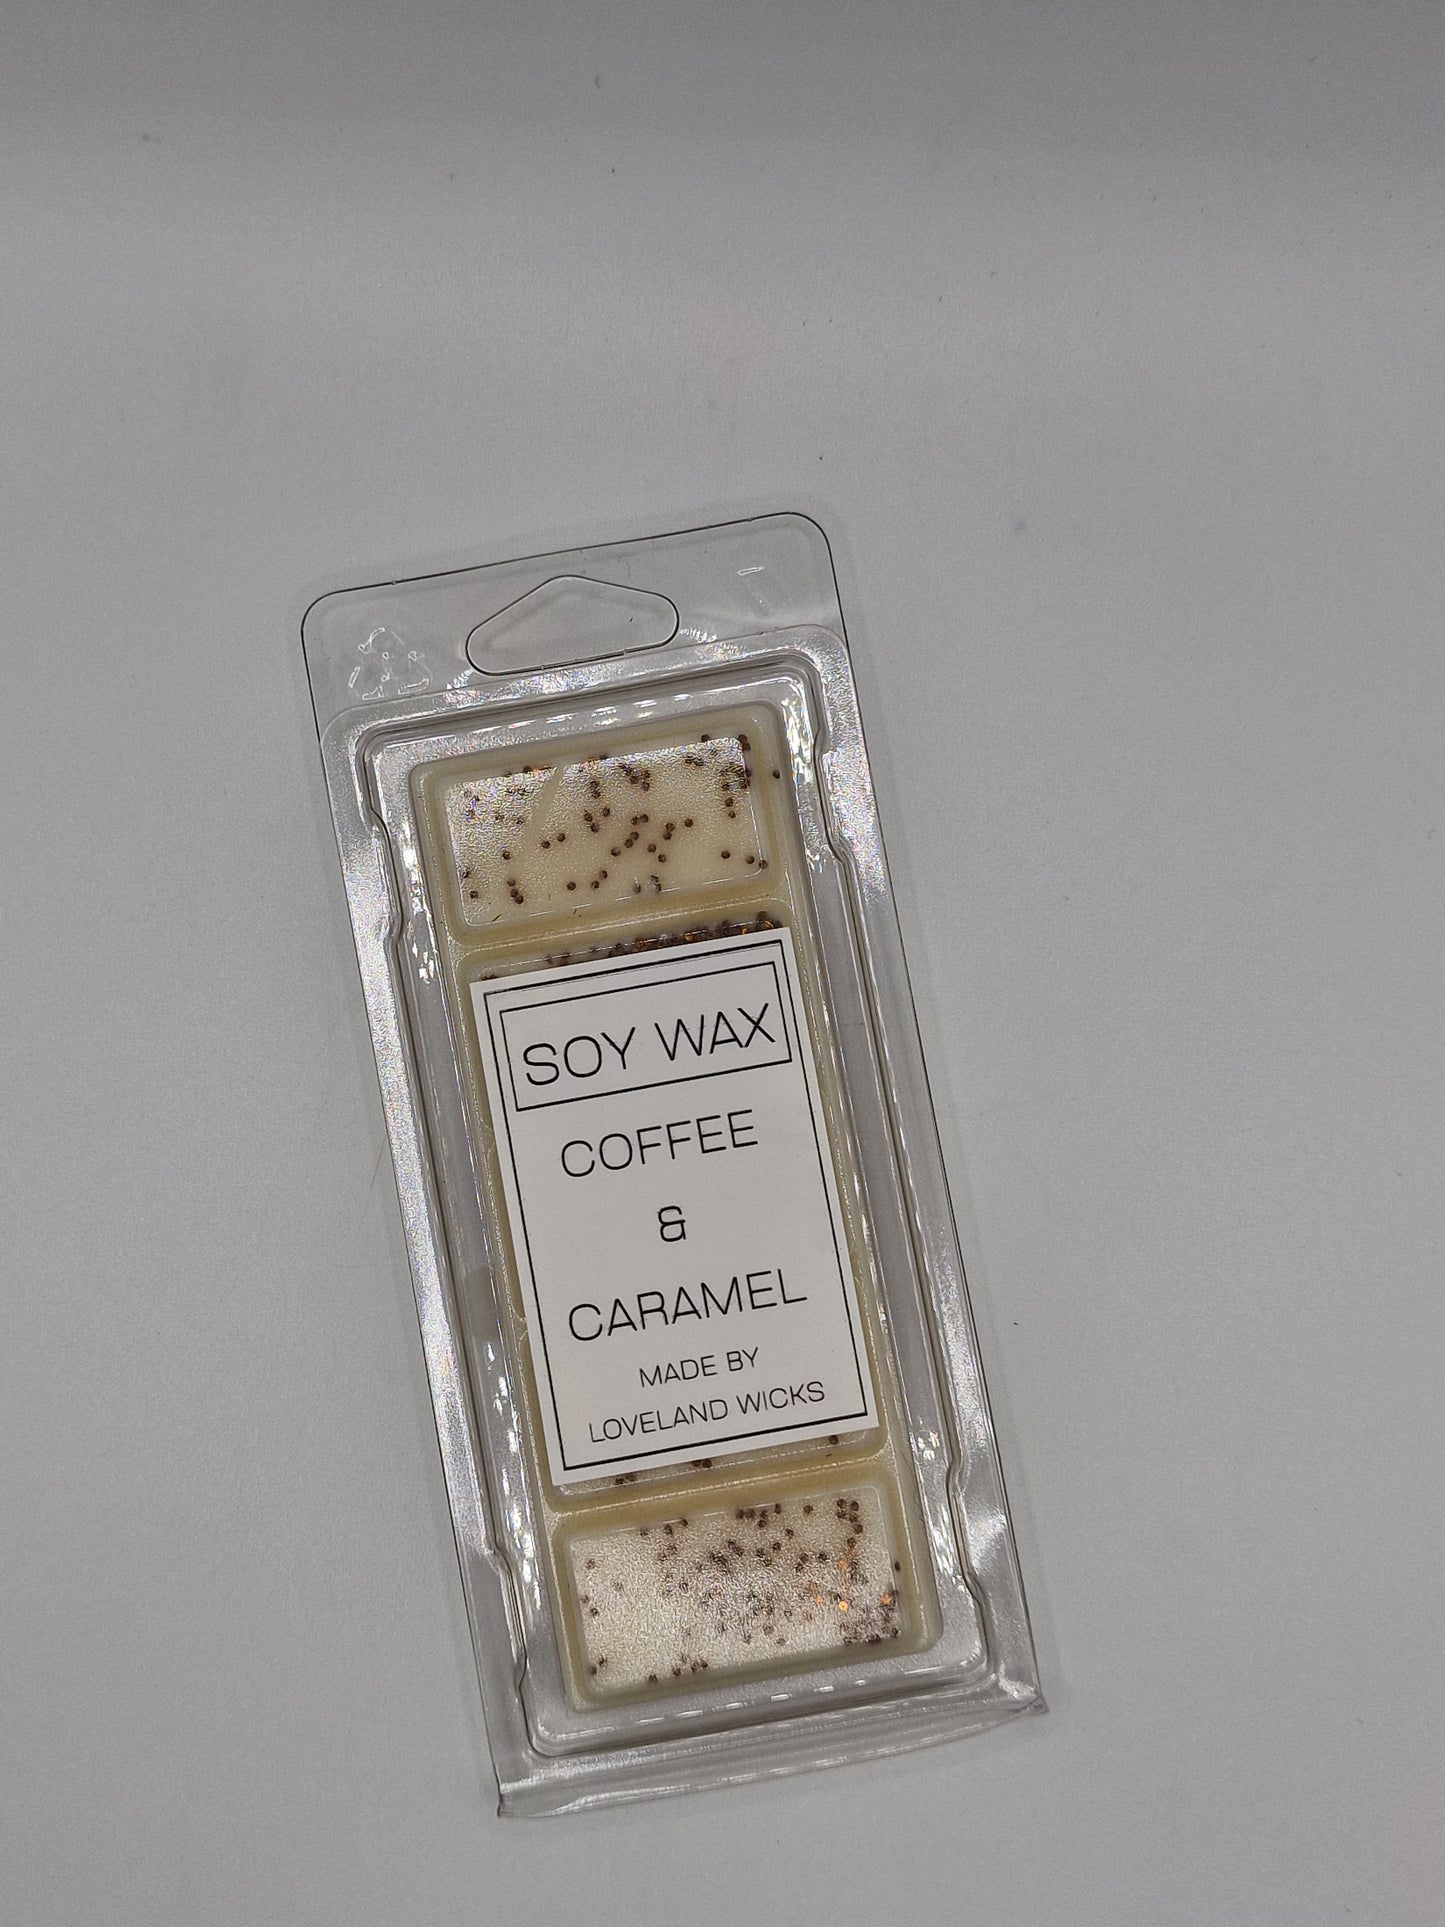 SOY WAX
COFFEE
&
CARAMEL
MADE BY
LOVELAND WICKS